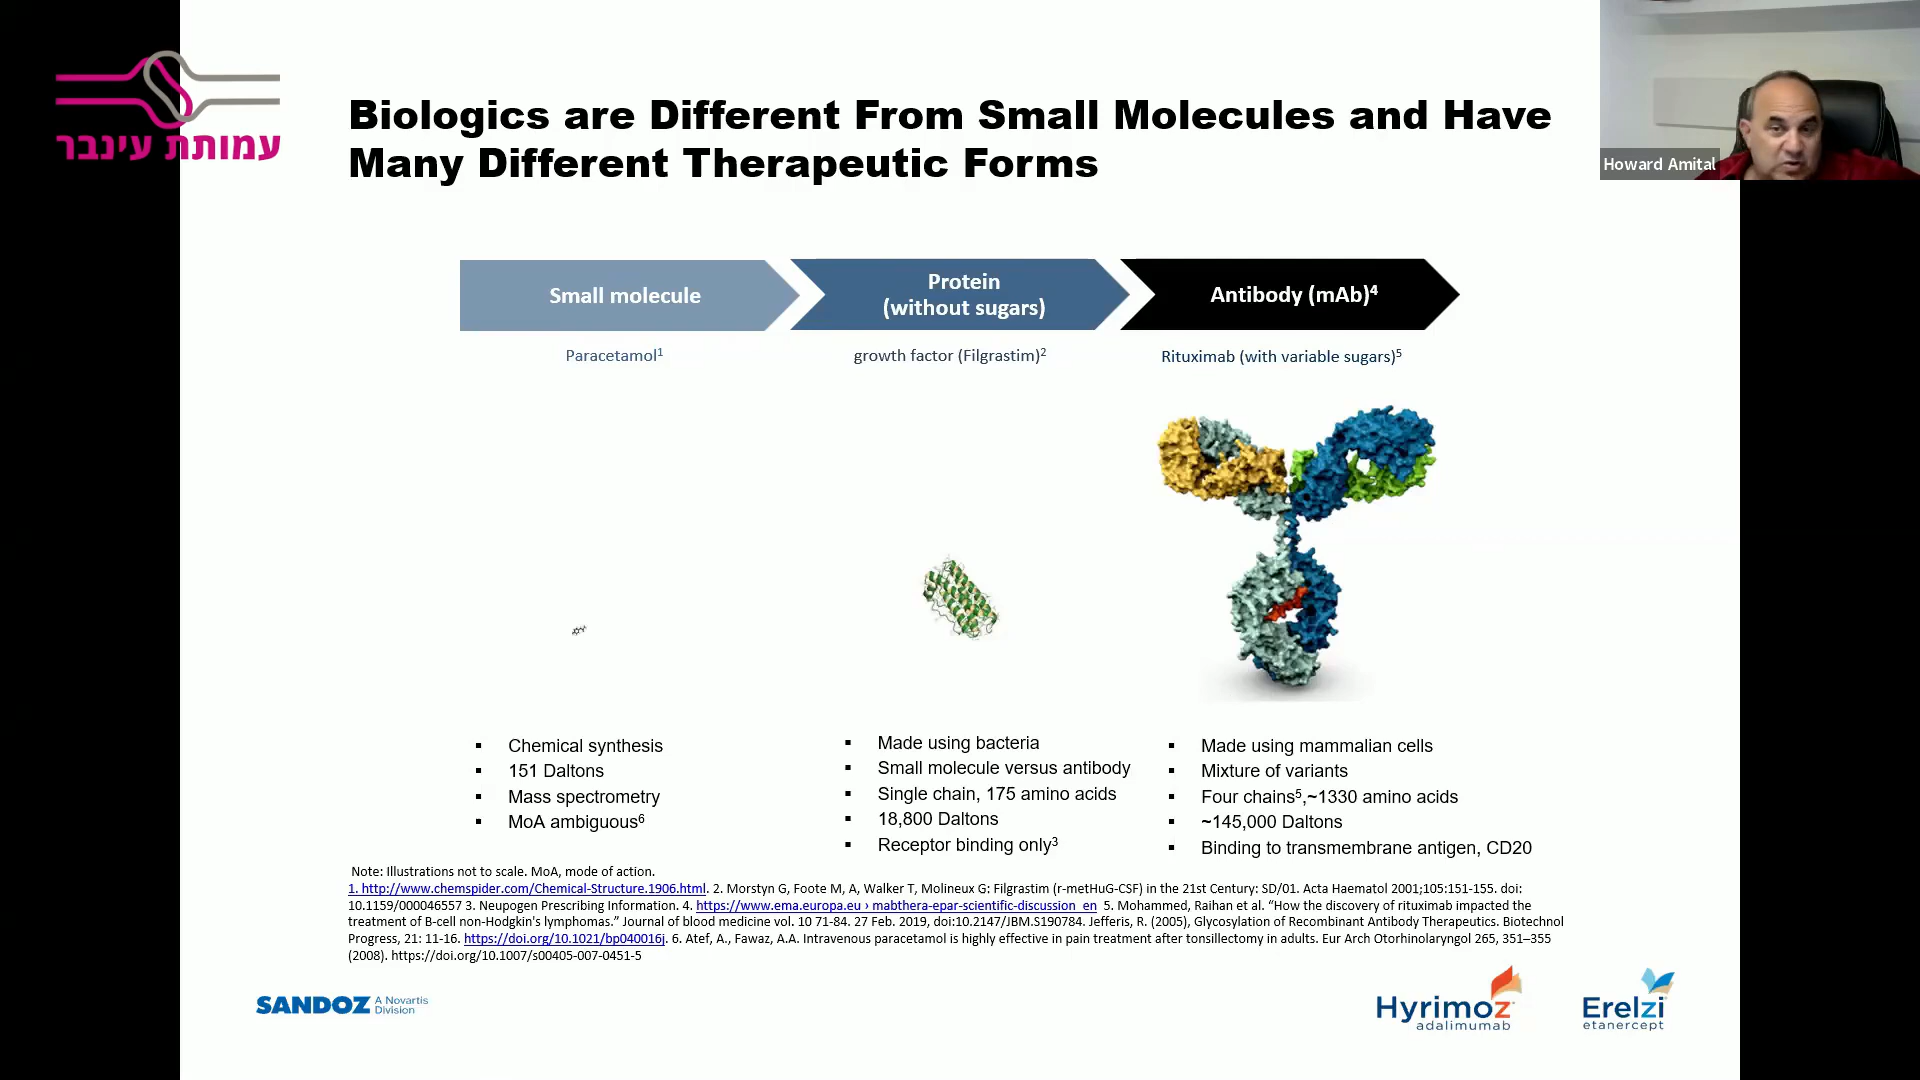 עמותת עינבר
Howard Amital
Biologics are Different From Small Molecules and Have
Many Different Therapeutic Forms
Small molecule
Protein
(without sugars)
Antibody (mAb)⁴
Paracetamol¹
growth factor (Filgrastim)²
Rituximab (with variable sugars)⁵
▪ Chemical synthesis
▪ 151 Daltons
▪ Mass spectrometry
▪ MoA ambiguous⁶
▪ Made using bacteria
▪ Small molecule versus antibody
▪ Single chain, 175 amino acids
▪ 18,800 Daltons
▪ Receptor binding only³
▪ Made using mammalian cells
▪ Mixture of variants
▪ Four chains⁵,~1330 amino acids
▪ ~145,000 Daltons
▪ Binding to transmembrane antigen, CD20
Note: Illustrations not to scale. MoA, mode of action.
1. http://www.chemspider.com/Chemical-Structure.1906.html. 2. Morstyn G, Foote M, A, Walker T, Molineux G: Filgrastim (r-metHuG-CSF) in the 21st Century: SD/01. Acta Haematol 2001;105:151-155. doi:
10.1159/000046557 3. Neupogen Prescribing Information. 4. https://www.ema.europa.eu › mabthera-epar-scientific-discussion_en 5. Mohammed, Raihan et al. “How the discovery of rituximab impacted the
treatment of B-cell non-Hodgkin's lymphomas.” Journal of blood medicine vol. 10 71-84. 27 Feb. 2019, doi:10.2147/JBM.S190784. Jefferis, R. (2005), Glycosylation of Recombinant Antibody Therapeutics. Biotechnol
Progress, 21: 11-16. https://doi.org/10.1021/bp040016j. 6. Atef, A., Fawaz, A.A. Intravenous paracetamol is highly effective in pain treatment after tonsillectomy in adults. Eur Arch Otorhinolaryngol 265, 351–355
(2008). https://doi.org/10.1007/s00405-007-0451-5
SANDOZ A Novartis
Division
Hyrimoz
adalimumab
Erelzi
etanercept